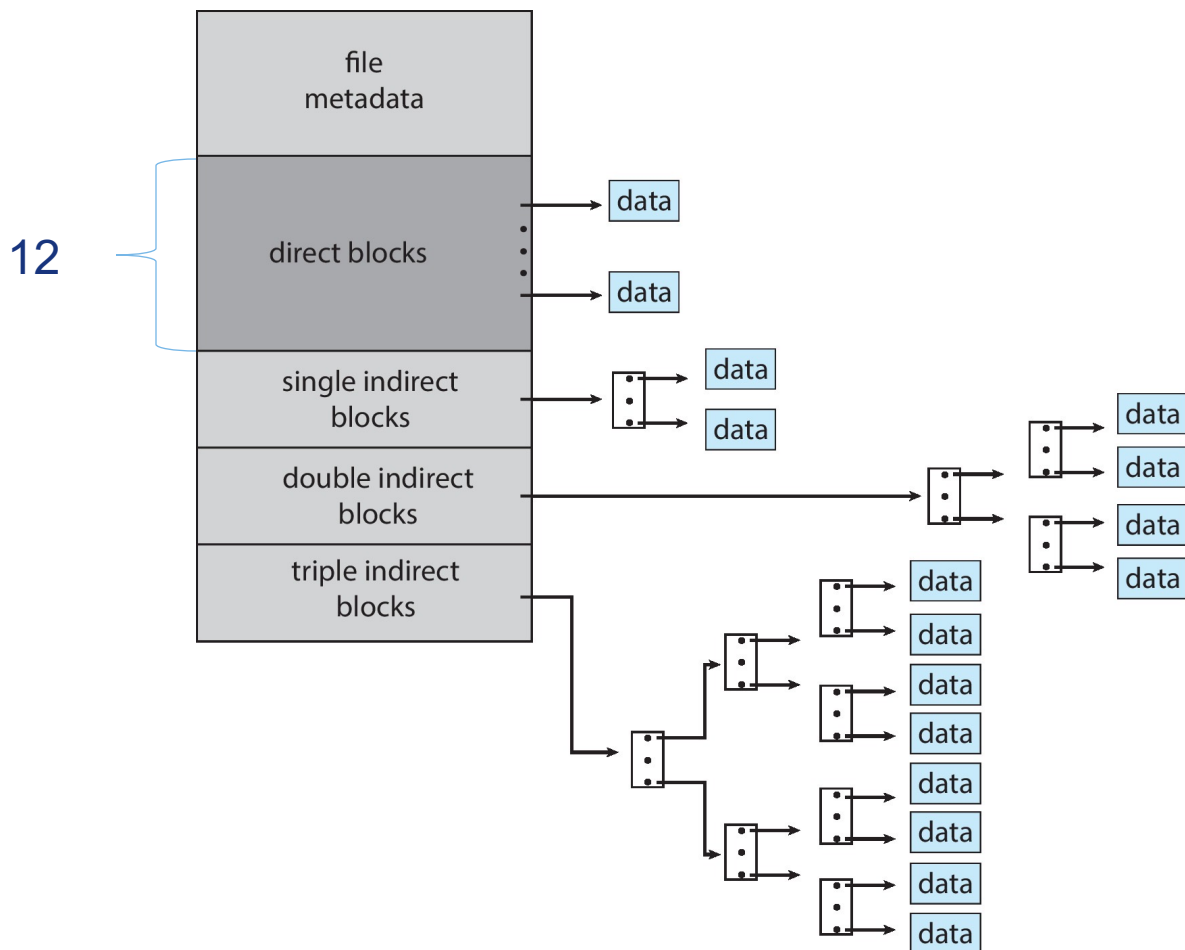 file
metadata
12
direct blocks
data
data
single indirect
blocks
data
data
double indirect
blocks
data
data
data
data
triple indirect
blocks
data
data
data
data
data
data
data
data